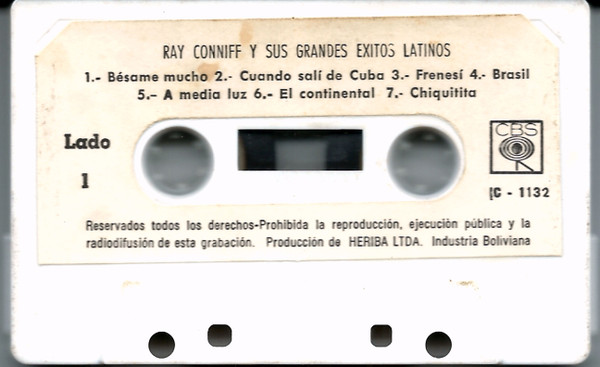 RAY CONNIFF Y SUS GRANDES EXITOS LATINOS
1.- Bésame mucho 2.- Cuando salí de Cuba 3.- Frenesí 4.- Brasil
5.- A media luz 6.- El continental 7.- Chiquitita
Lado
1
CBS
IC - 1132
Reservados todos los derechos-Prohibida la reproducción, ejecución pública y la
radiodifusión de esta grabación. Producción de HERIBA LTDA. Industria Boliviana